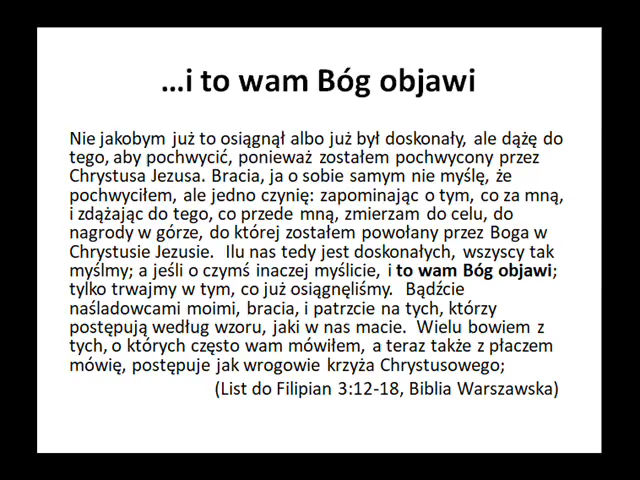 ...i to wam Bóg objawi
Nie jakobym już to osiągnął albo już był doskonały, ale dążę do
tego, aby pochwycić, ponieważ zostałem pochwycony przez
Chrystusa Jezusa. Bracia, ja o sobie samym nie myślę, że
pochwyciłem, ale jedno czynię: zapominając o tym, co za mną,
i zdążając do tego, co przede mną, zmierzam do celu, do
nagrody w górze, do której zostałem powołany przez Boga w
Chrystusie Jezusie. Ilu nas tedy jest doskonałych, wszyscy tak
myślmy; a jeśli o czymś inaczej myślicie, i to wam Bóg objawi;
tylko trwajmy w tym, co już osiągnęliśmy. Bądźcie
naśladowcami moimi, bracia, i patrzcie na tych, którzy
postępują według wzoru, jaki w nas macie. Wielu bowiem z
tych, o których często wam mówiłem, a teraz także z płaczem
mówię, postępuje jak wrogowie krzyża Chrystusowego;
(List do Filipian 3:12-18, Biblia Warszawska)